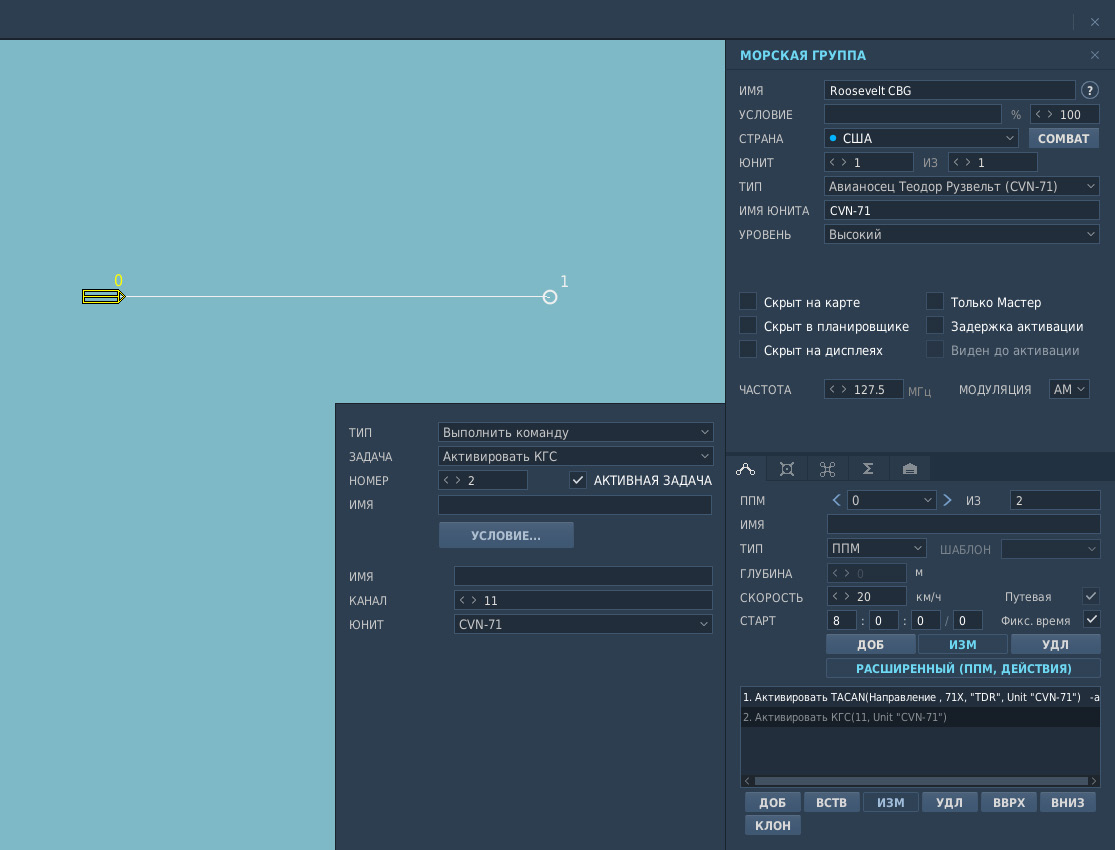 МОРСКАЯ ГРУППА
ИМЯ Roosevelt CBG ?
УСЛОВИЕ % < > 100
СТРАНА США COMBAT
ЮНИТ < > 1 ИЗ < > 1
ТИП Авианосец Теодор Рузвельт (CVN-71)
ИМЯ ЮНИТА CVN-71
УРОВЕНЬ Высокий
0
1
Скрыт на карте Только Мастер
Скрыт в планировщике Задержка активации
Скрыт на дисплеях Виден до активации
ЧАСТОТА < > 127.5 МГц МОДУЛЯЦИЯ AM
ТИП Выполнить команду
ЗАДАЧА Активировать КГС
НОМЕР < > 2 АКТИВНАЯ ЗАДАЧА
ИМЯ
УСЛОВИЕ...
ИМЯ
КАНАЛ < > 11
ЮНИТ CVN-71
ППМ < 0 > ИЗ 2
ИМЯ
ТИП ППМ ШАБЛОН
ГЛУБИНА < > 0 м
СКОРОСТЬ < > 20 км/ч Путевая
СТАРТ 8 : 0 : 0 / 0 Фикс. время
ДОБ ИЗМ УДЛ
РАСШИРЕННЫЙ (ППМ, ДЕЙСТВИЯ)
1. Активировать TACAN(Направление , 71X, "TDR", Unit "CVN-71") -a
2. Активировать КГС(11, Unit "CVN-71")
ДОБ ВСТВ ИЗМ УДЛ ВВРХ ВНИЗ
КЛОН